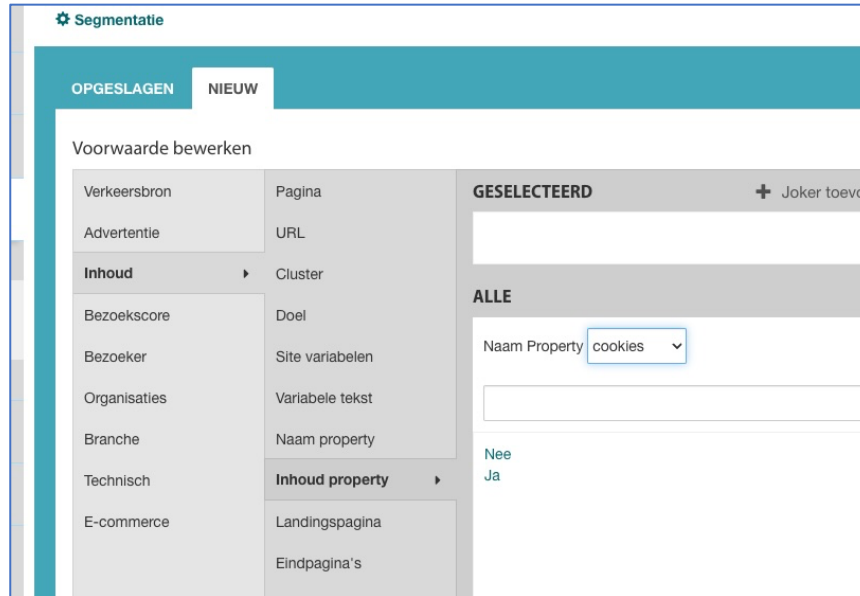 Segmentatie
OPGESLAGEN NIEUW
Voorwaarde bewerken
Verkeersbron
Advertentie
Inhoud
Bezoekscore
Bezoeker
Organisaties
Branche
Technisch
E-commerce
Pagina
URL
Cluster
Doel
Site variabelen
Variabele tekst
Naam property
Inhoud property
Landingspagina
Eindpagina's
GESELECTEERD + Joker toevo
ALLE
Naam Property cookies
Nee
Ja